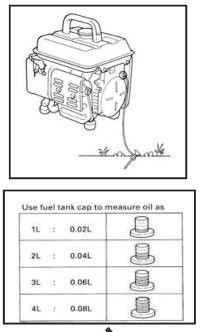 Use fuel tank cap to measure oil as
1L : 0.02L
2L : 0.04L
3L : 0.06L
4L : 0.08L